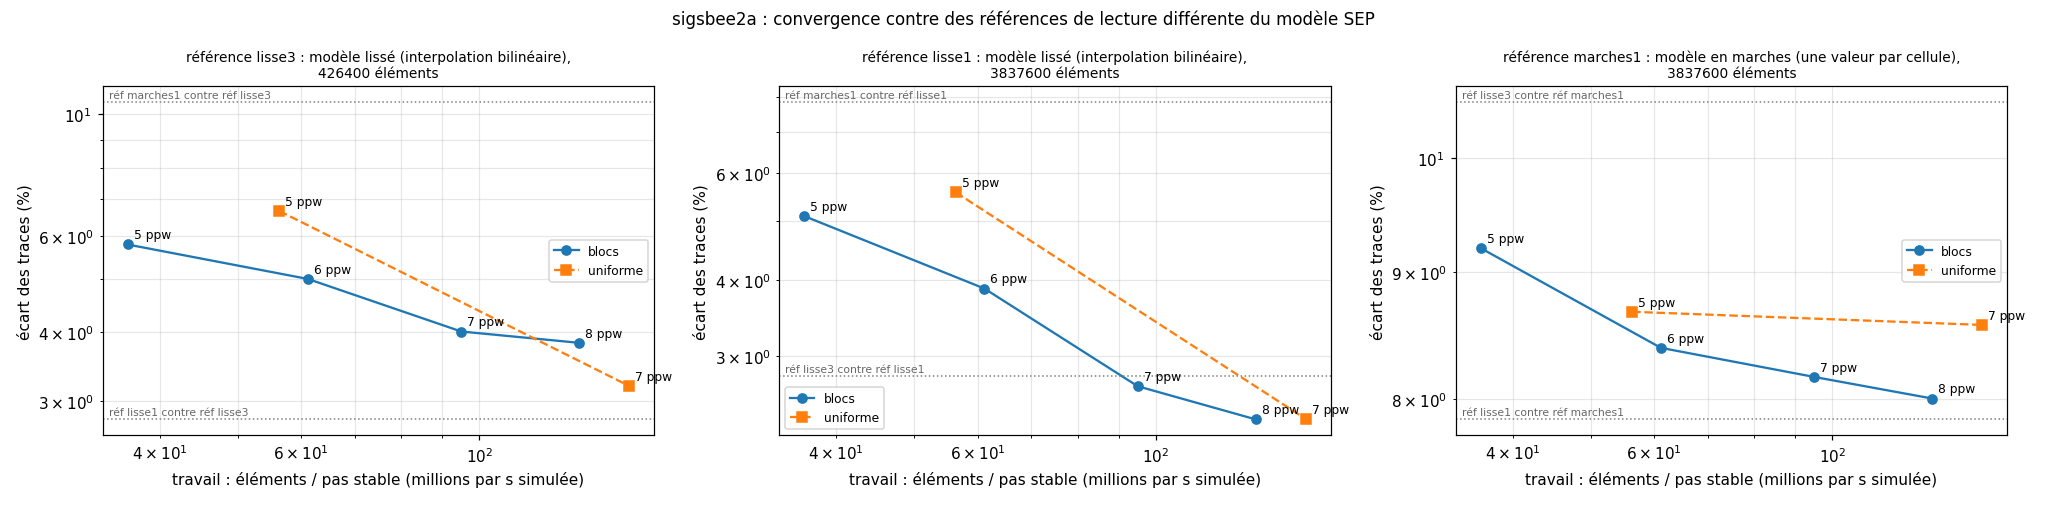 sigsbee2a : convergence contre des références de lecture différente du modèle SEP
référence lisse3 : modèle lissé (interpolation bilinéaire),
426400 éléments
réf marches1 contre réf lisse3
10¹
6 × 10⁰
4 × 10⁰
3 × 10⁰
écart des traces (%)
5 ppw
5 ppw
6 ppw
7 ppw
8 ppw
7 ppw
blocs
uniforme
réf lisse1 contre réf lisse3
4 × 10¹
6 × 10¹
10²
travail : éléments / pas stable (millions par s simulée)
référence lisse1 : modèle lissé (interpolation bilinéaire),
3837600 éléments
réf marches1 contre réf lisse1
6 × 10⁰
4 × 10⁰
3 × 10⁰
écart des traces (%)
5 ppw
5 ppw
6 ppw
réf lisse3 contre réf lisse1
7 ppw
8 ppw
7 ppw
blocs
uniforme
4 × 10¹
6 × 10¹
10²
travail : éléments / pas stable (millions par s simulée)
référence marches1 : modèle en marches (une valeur par cellule),
3837600 éléments
réf lisse3 contre réf marches1
10¹
9 × 10⁰
8 × 10⁰
écart des traces (%)
5 ppw
blocs
uniforme
5 ppw
7 ppw
6 ppw
7 ppw
8 ppw
réf lisse1 contre réf marches1
4 × 10¹
6 × 10¹
10²
travail : éléments / pas stable (millions par s simulée)